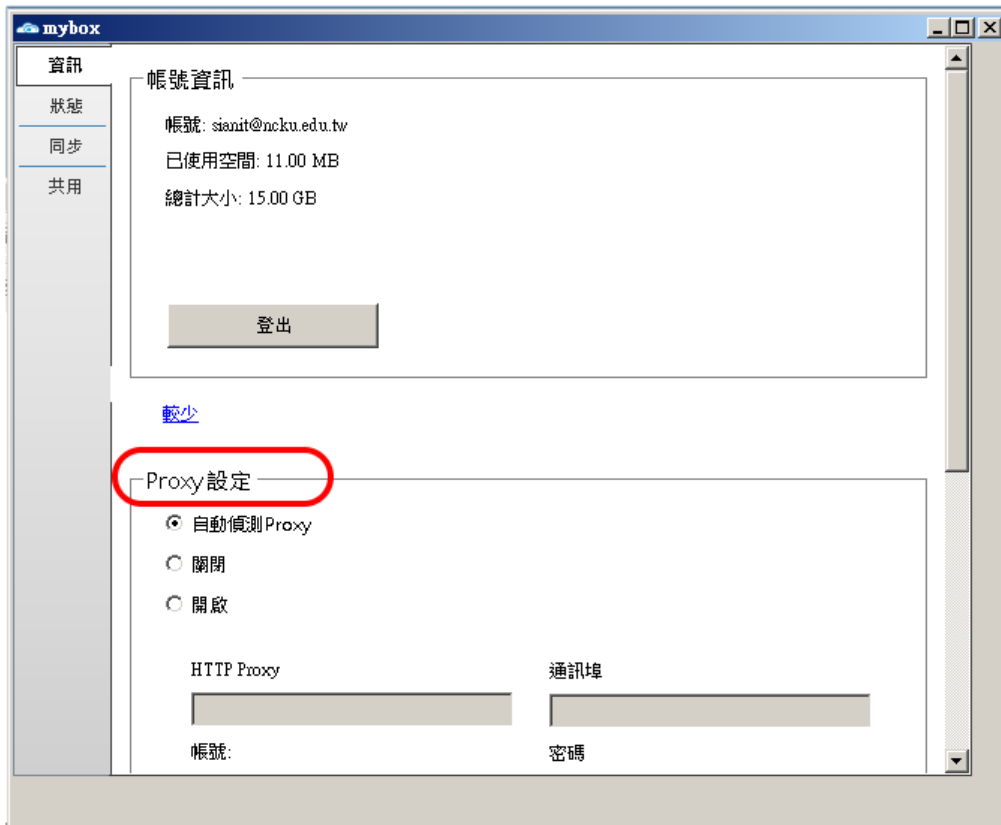 mybox
資訊
狀態
同步
共用
帳號資訊
帳號: sianit@ncku.edu.tw
已使用空間: 11.00 MB
總計大小: 15.00 GB
登出
較少
Proxy設定
自動偵測Proxy
關閉
開啟
HTTP Proxy
通訊埠
帳號:
密碼